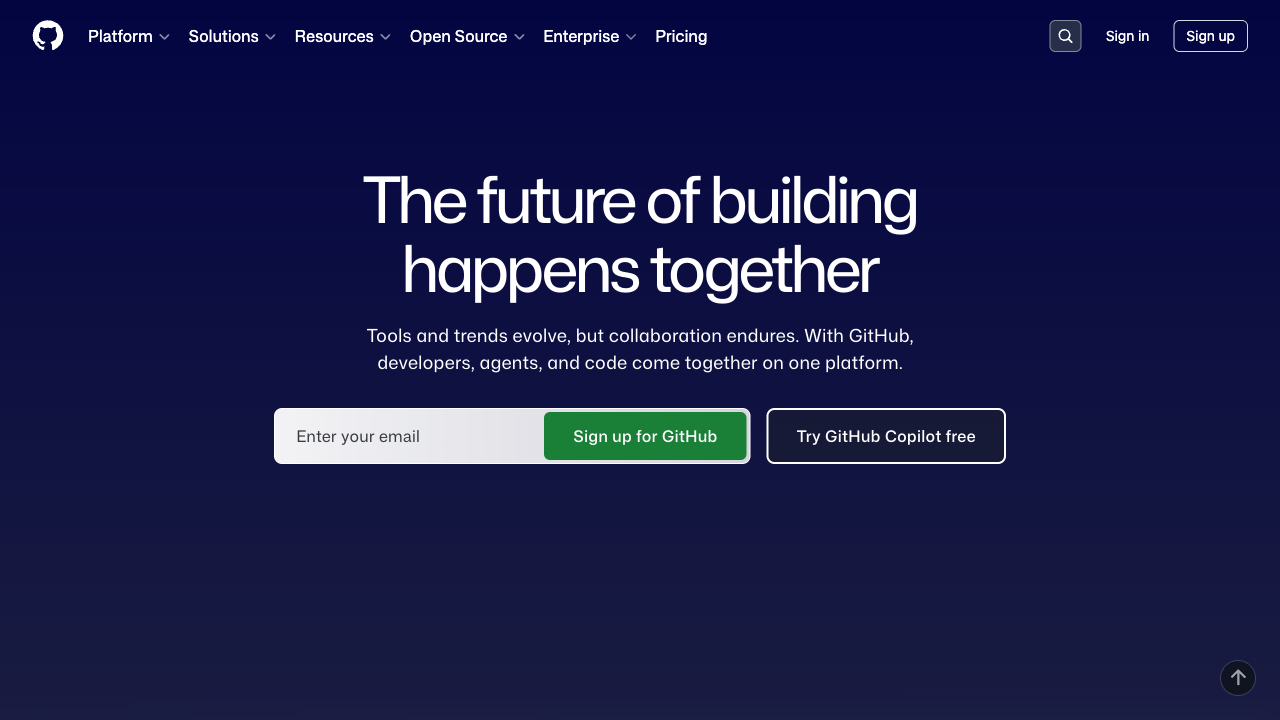 Platform
Solutions
Resources
Open Source
Enterprise
Pricing
Sign in
Sign up
The future of building
happens together
Tools and trends evolve, but collaboration endures. With GitHub,
developers, agents, and code come together on one platform.
Enter your email
Sign up for GitHub
Try GitHub Copilot free